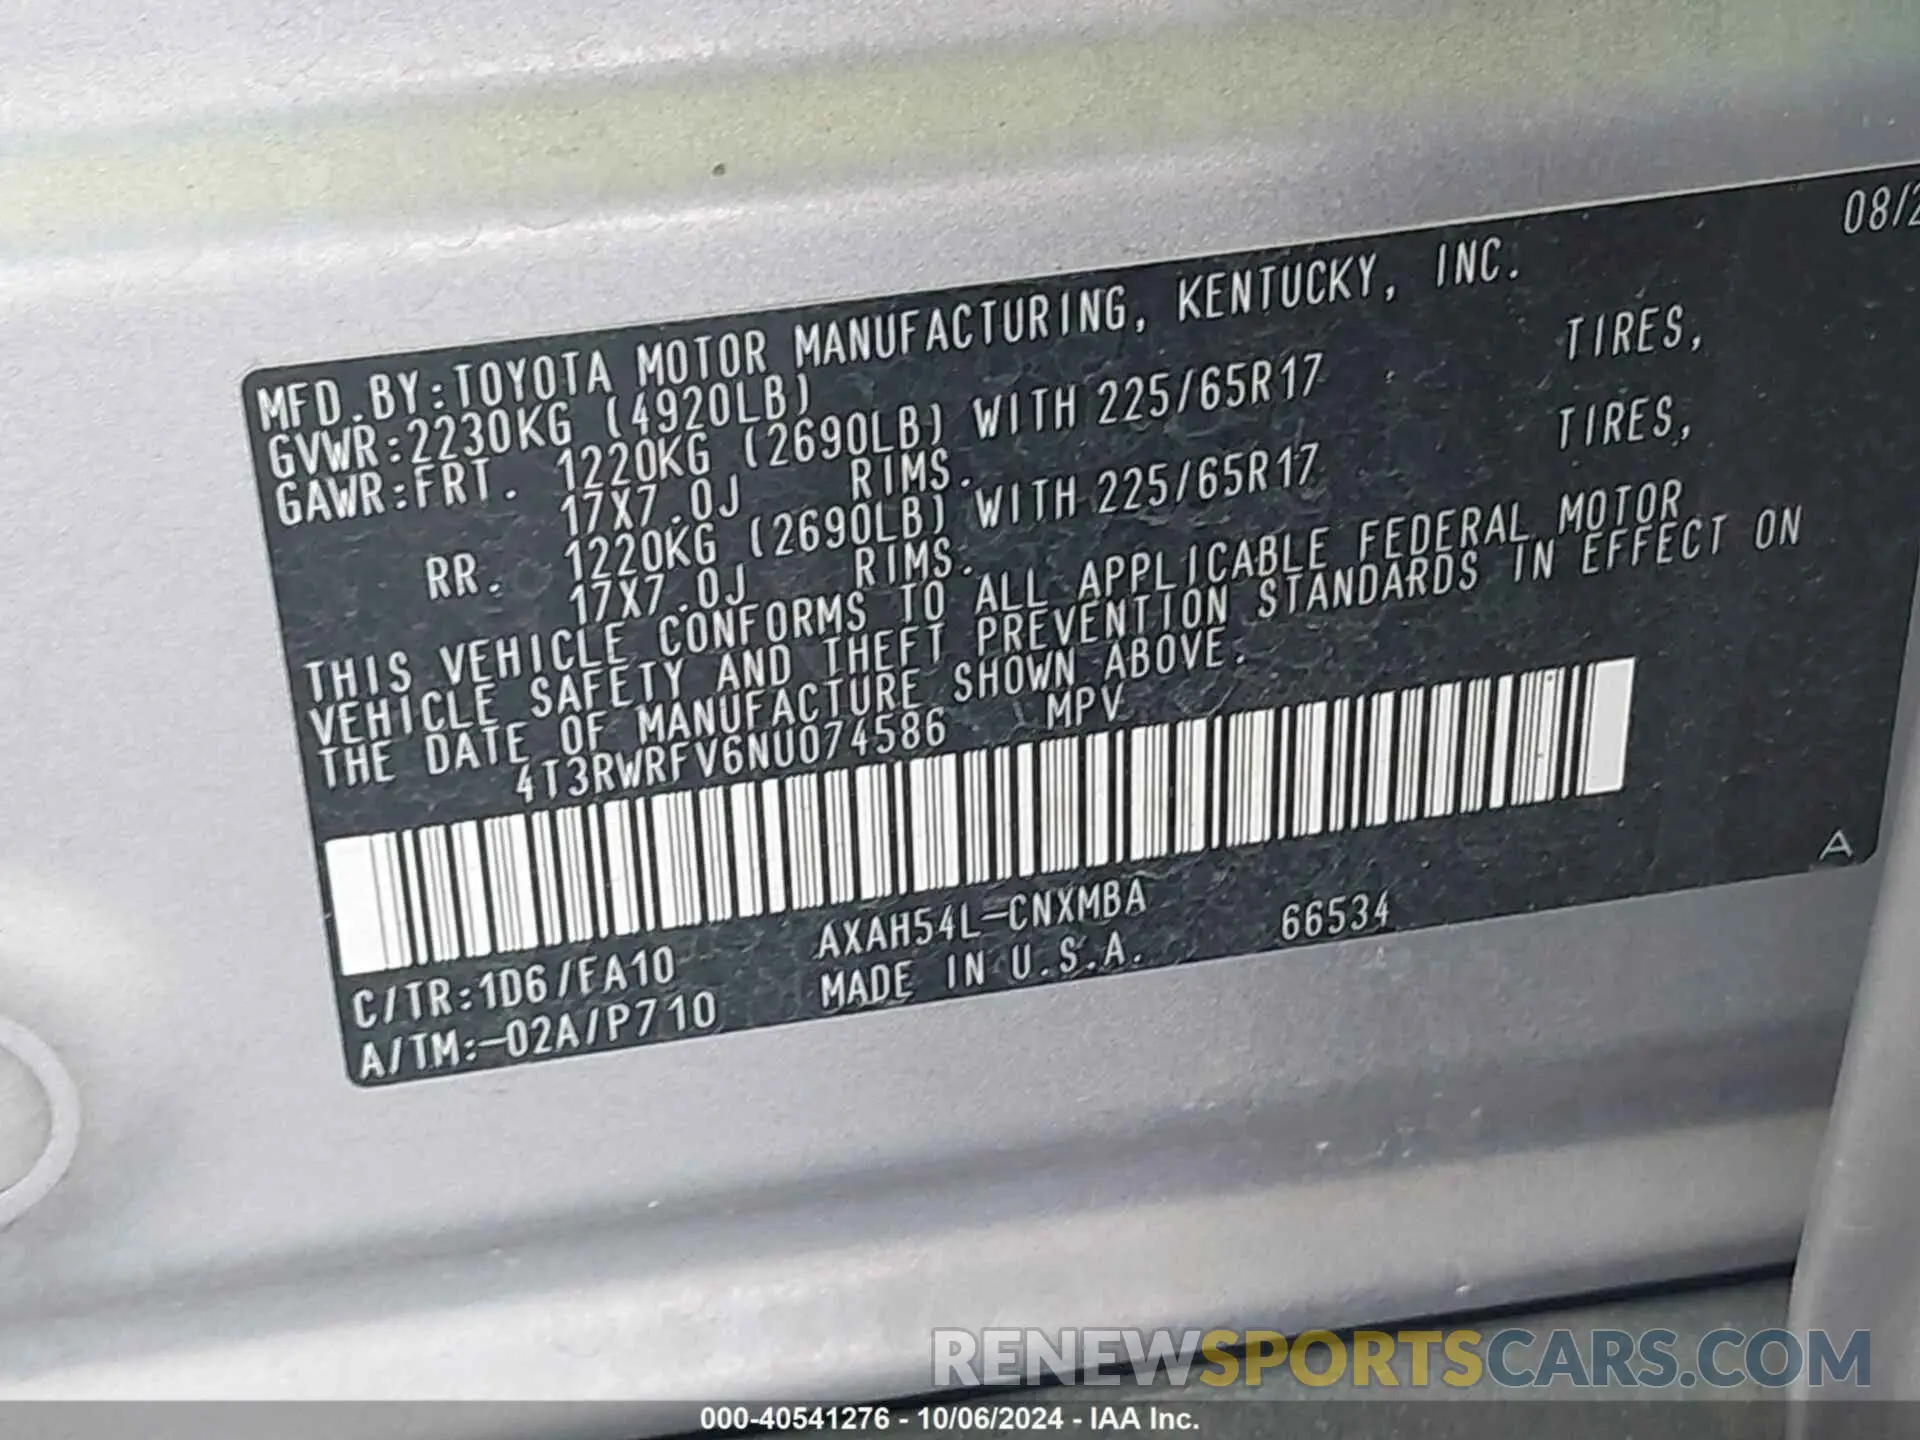 08/2
MFD.BY:TOYOTA MOTOR MANUFACTURING, KENTUCKY, INC.
GVWR:2230KG (4920LB)
GAWR:FRT. 1220KG (2690LB) WITH 225/65R17 TIRES,
17X7.0J RIMS.
RR. 1220KG (2690LB) WITH 225/65R17 TIRES,
17X7.0J RIMS.
THIS VEHICLE CONFORMS TO ALL APPLICABLE FEDERAL MOTOR
VEHICLE SAFETY AND THEFT PREVENTION STANDARDS IN EFFECT ON
THE DATE OF MANUFACTURE SHOWN ABOVE.
4T3RWRFV6NU074586 MPV
A
C/TR:1D6/FA10 AXAH54L-CNXMBA 66534
A/TM:-02A/P710 MADE IN U.S.A.
RENEWSPORTSCARS.COM
000-40541276 - 10/06/2024 - IAA Inc.